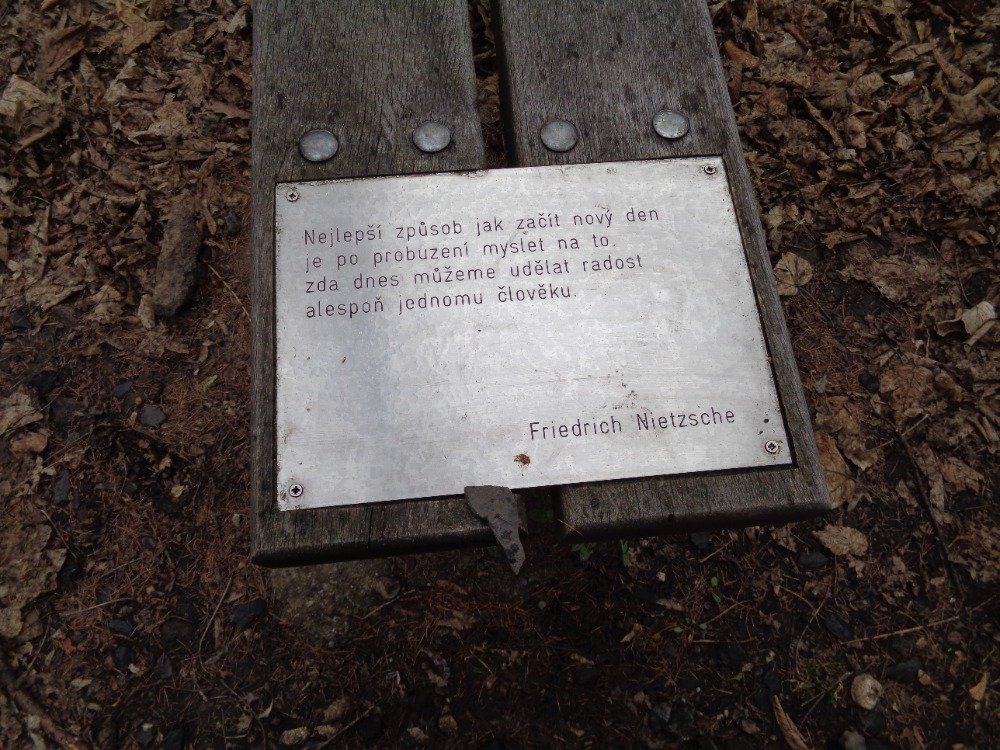 Nejlepší způsob jak začít nový den
je po probuzení myslet na to,
zda dnes můžeme udělat radost
alespoň jednomu člověku.
Friedrich Nietzsche